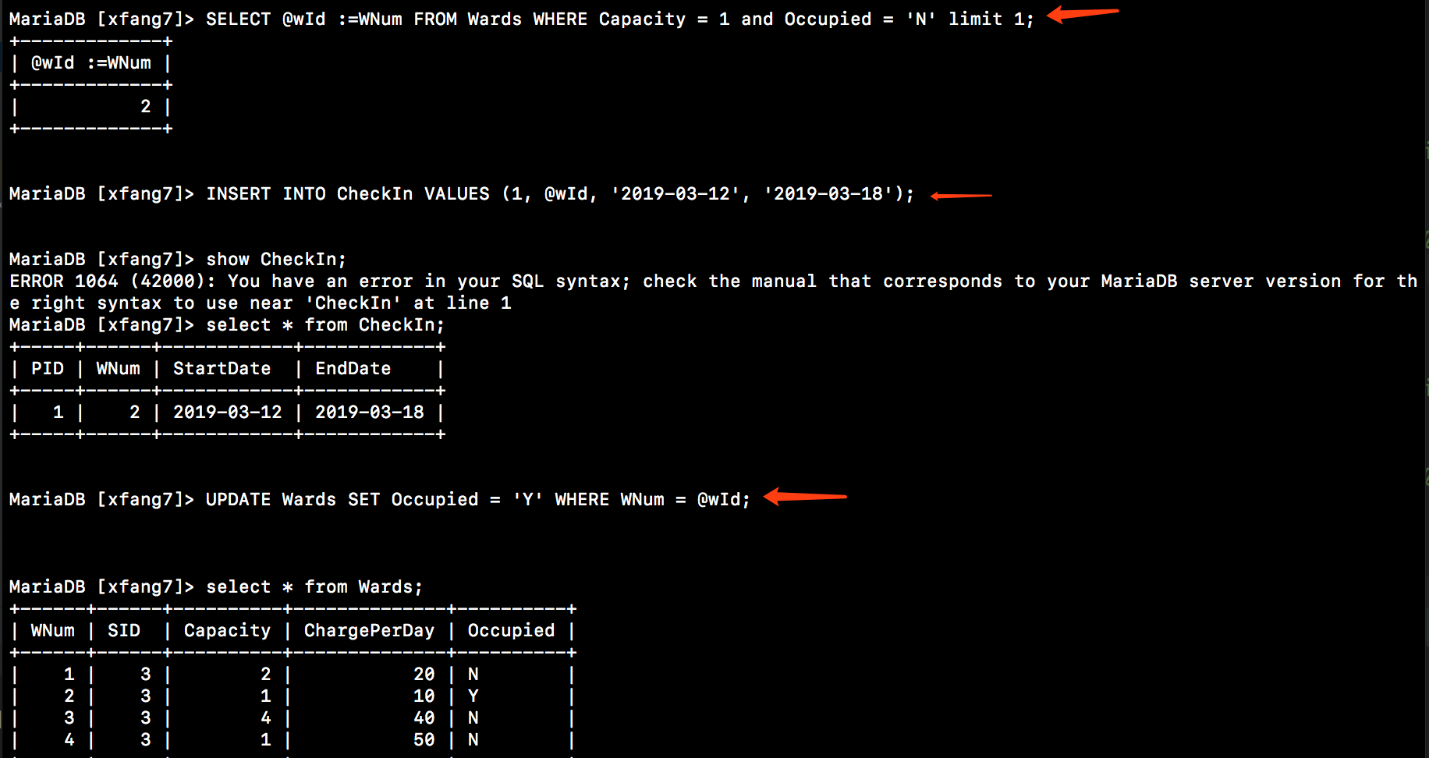 MariaDB [xfang7]> SELECT @wId :=WNum FROM Wards WHERE Capacity = 1 and Occupied = 'N' limit 1;
+-------------+
| @wId :=WNum |
+-------------+
|           2 |
+-------------+
MariaDB [xfang7]> INSERT INTO CheckIn VALUES (1, @wId, '2019-03-12', '2019-03-18');
MariaDB [xfang7]> show CheckIn;
ERROR 1064 (42000): You have an error in your SQL syntax; check the manual that corresponds to your MariaDB server version for th
e right syntax to use near 'CheckIn' at line 1
MariaDB [xfang7]> select * from CheckIn;
+-----+------+------------+------------+
| PID | WNum | StartDate  | EndDate    |
+-----+------+------------+------------+
|   1 |    2 | 2019-03-12 | 2019-03-18 |
+-----+------+------------+------------+
MariaDB [xfang7]> UPDATE Wards SET Occupied = 'Y' WHERE WNum = @wId;
MariaDB [xfang7]> select * from Wards;
+------+------+----------+--------------+----------+
| WNum | SID  | Capacity | ChargePerDay | Occupied |
+------+------+----------+--------------+----------+
|    1 |    3 |        2 |           20 | N        |
|    2 |    3 |        1 |           10 | Y        |
|    3 |    3 |        4 |           40 | N        |
|    4 |    3 |        1 |           50 | N        |